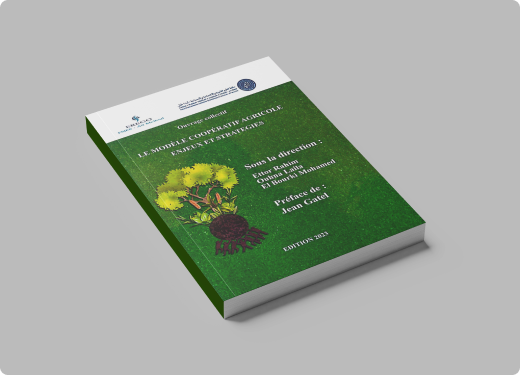 Ouvrage collectif
LE MODÈLE COOPÉRATIF AGRICOLE
ENJEUX ET STRATÉGIES
Sous la direction :
Ettor Rahim
Ouhna Laila
El Bourki Mohamed
Préface de :
Jean Gatel
EDITION 2023